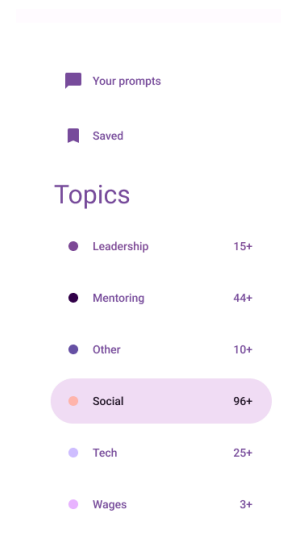 Your prompts
Saved
Topics
Leadership 15+
Mentoring 44+
Other 10+
Social 96+
Tech 25+
Wages 3+